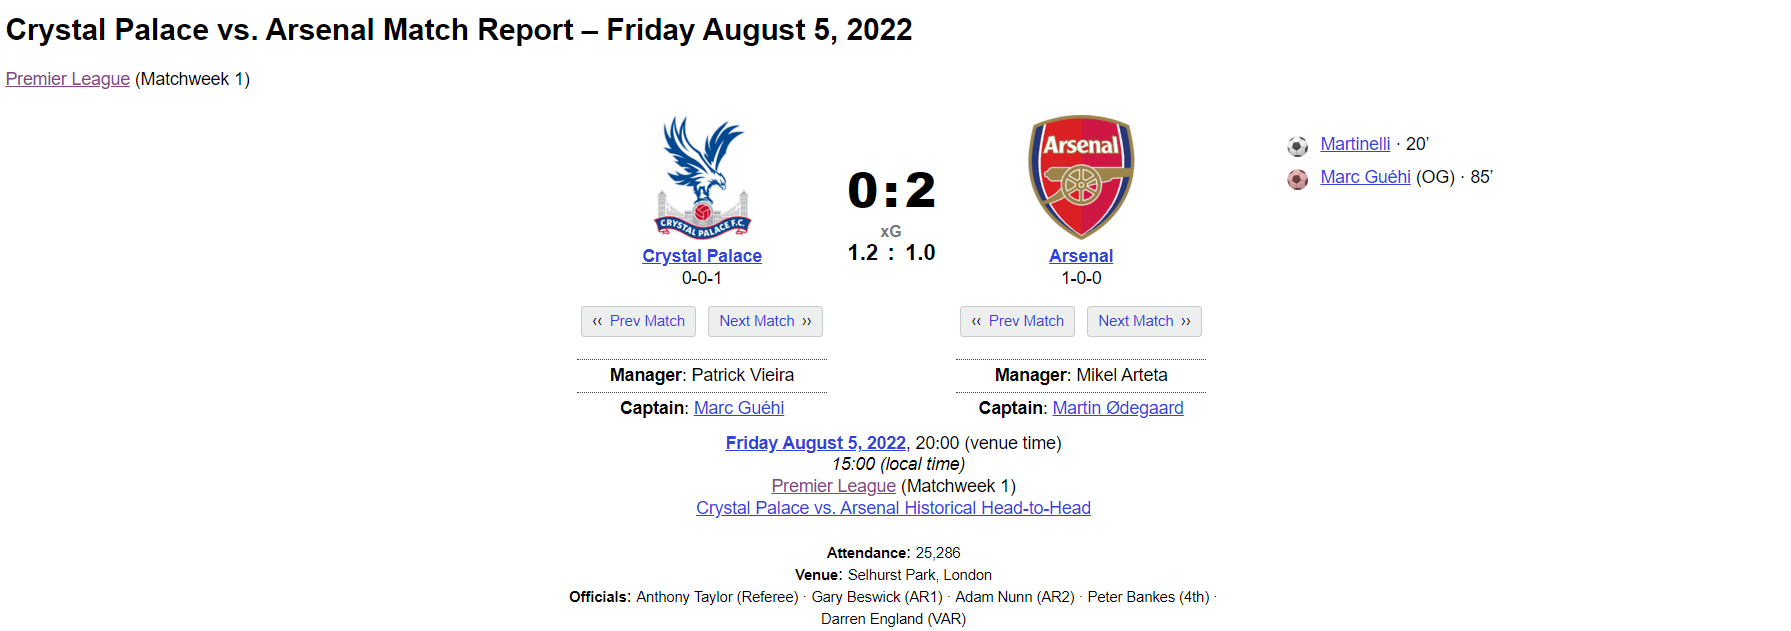 Crystal Palace vs. Arsenal Match Report – Friday August 5, 2022
Premier League (Matchweek 1)
CRYSTAL PALACE F.C.
Crystal Palace
0-0-1
‹‹ Prev Match
Next Match ››
Manager: Patrick Vieira
Captain: Marc Guéhi
0:2
xG
1.2 : 1.0
Arsenal
Arsenal
1-0-0
‹‹ Prev Match
Next Match ››
Manager: Mikel Arteta
Captain: Martin Ødegaard
Martinelli · 20’
Marc Guéhi (OG) · 85’
Friday August 5, 2022, 20:00 (venue time)
15:00 (local time)
Premier League (Matchweek 1)
Crystal Palace vs. Arsenal Historical Head-to-Head
Attendance: 25,286
Venue: Selhurst Park, London
Officials: Anthony Taylor (Referee) · Gary Beswick (AR1) · Adam Nunn (AR2) · Peter Bankes (4th) ·
Darren England (VAR)